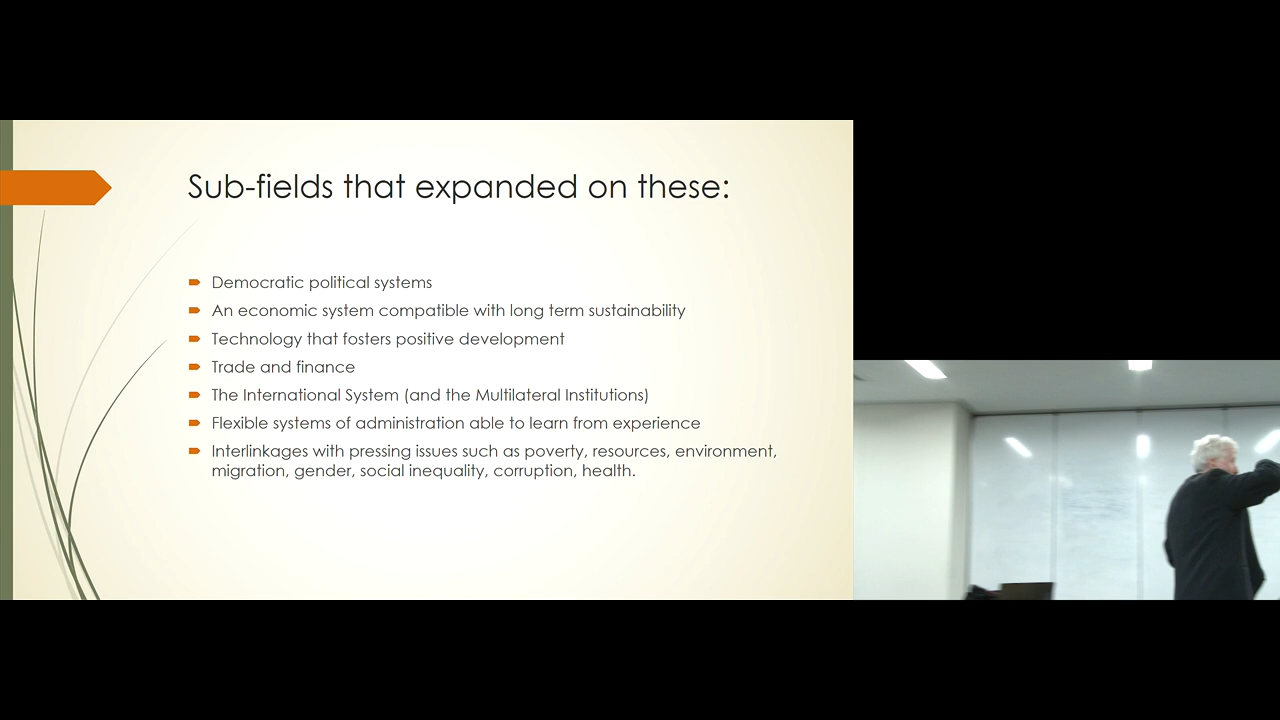 Sub-fields that expanded on these:
Democratic political systems
An economic system compatible with long term sustainability
Technology that fosters positive development
Trade and finance
The International System (and the Multilateral Institutions)
Flexible systems of administration able to learn from experience
Interlinkages with pressing issues such as poverty, resources, environment,
migration, gender, social inequality, corruption, health.